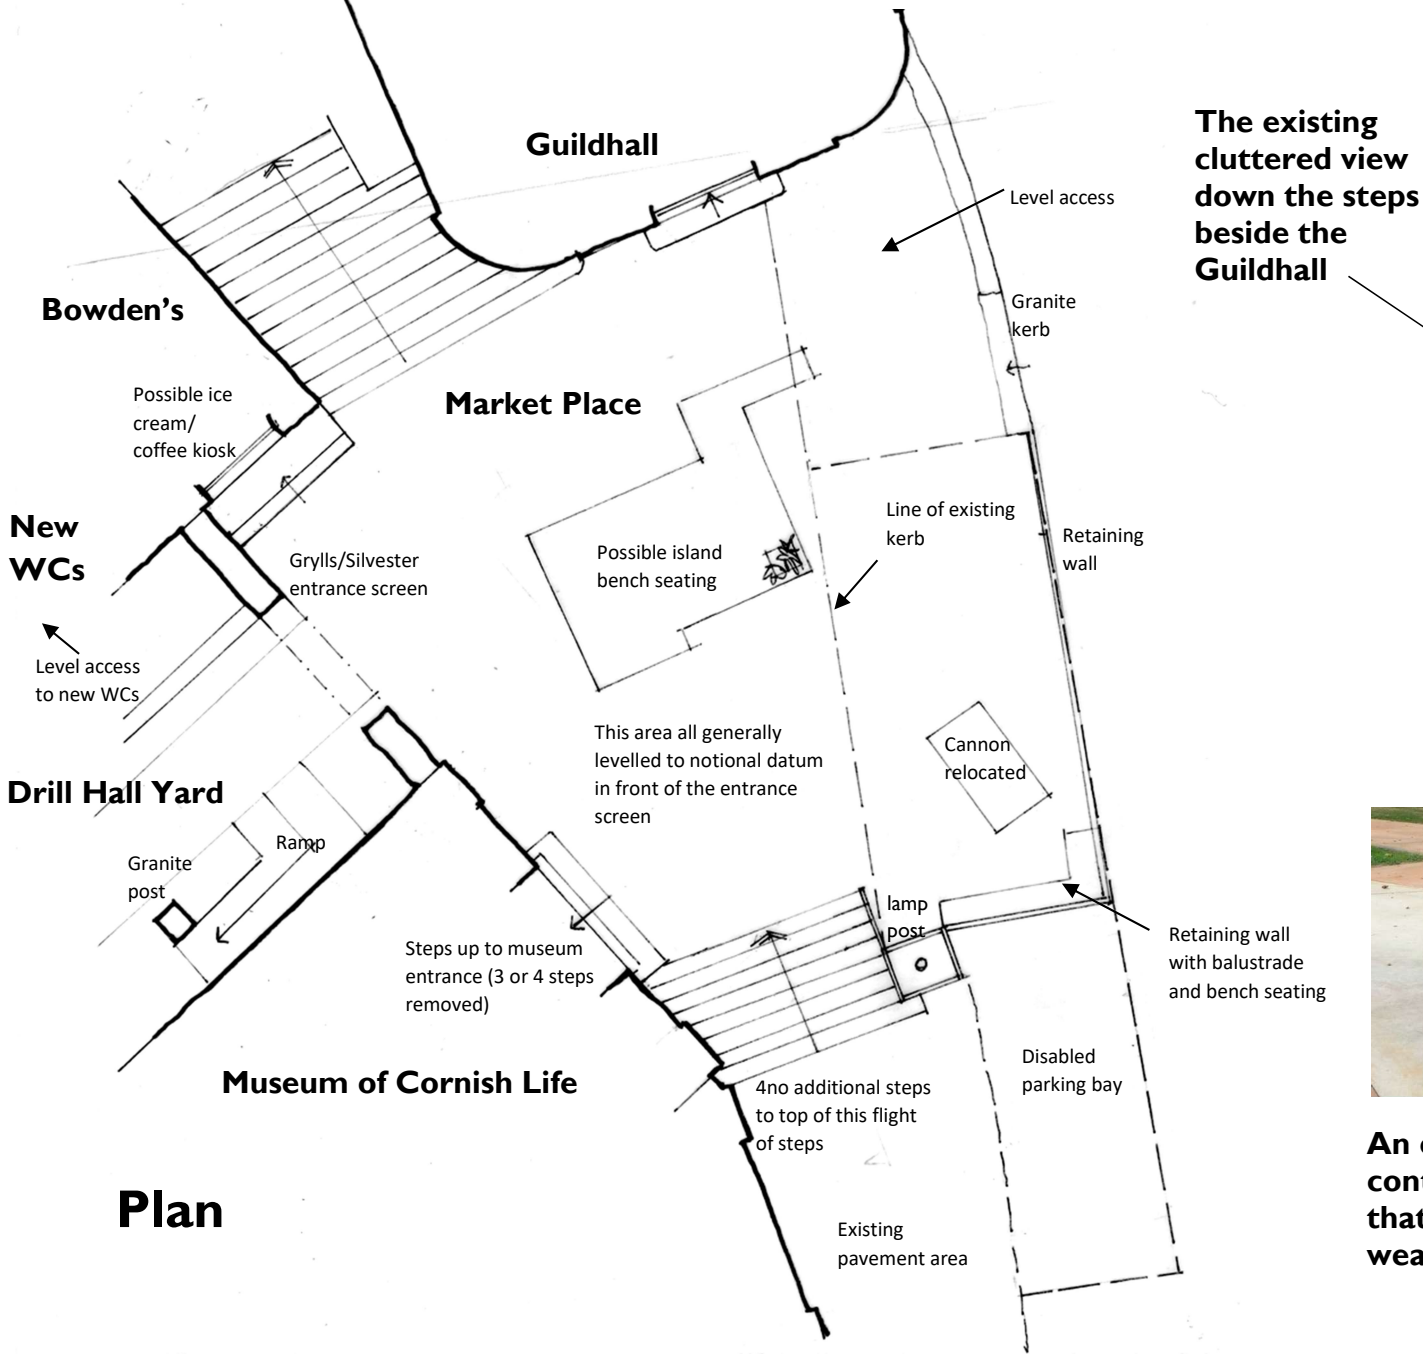 Guildhall
The existing
cluttered view
down the steps
beside the
Guildhall
Level access
Bowden's
Granite
kerb
Possible ice
cream/
coffee kiosk
Market Place
New
WCs
Line of existing
kerb
Retaining
wall
Possible island
bench seating
Grylls/Silvester
entrance screen
Level access
to new WCs
This area all generally
levelled to notional datum
in front of the entrance
screen
Cannon
relocated
Drill Hall Yard
Ramp
Granite
post
lamp
post
Steps up to museum
entrance (3 or 4 steps
removed)
Retaining wall
with balustrade
and bench seating
Museum of Cornish Life
Disabled
parking bay
4no additional steps
to top of this flight
of steps
Plan
Existing
pavement area
An
that
wea